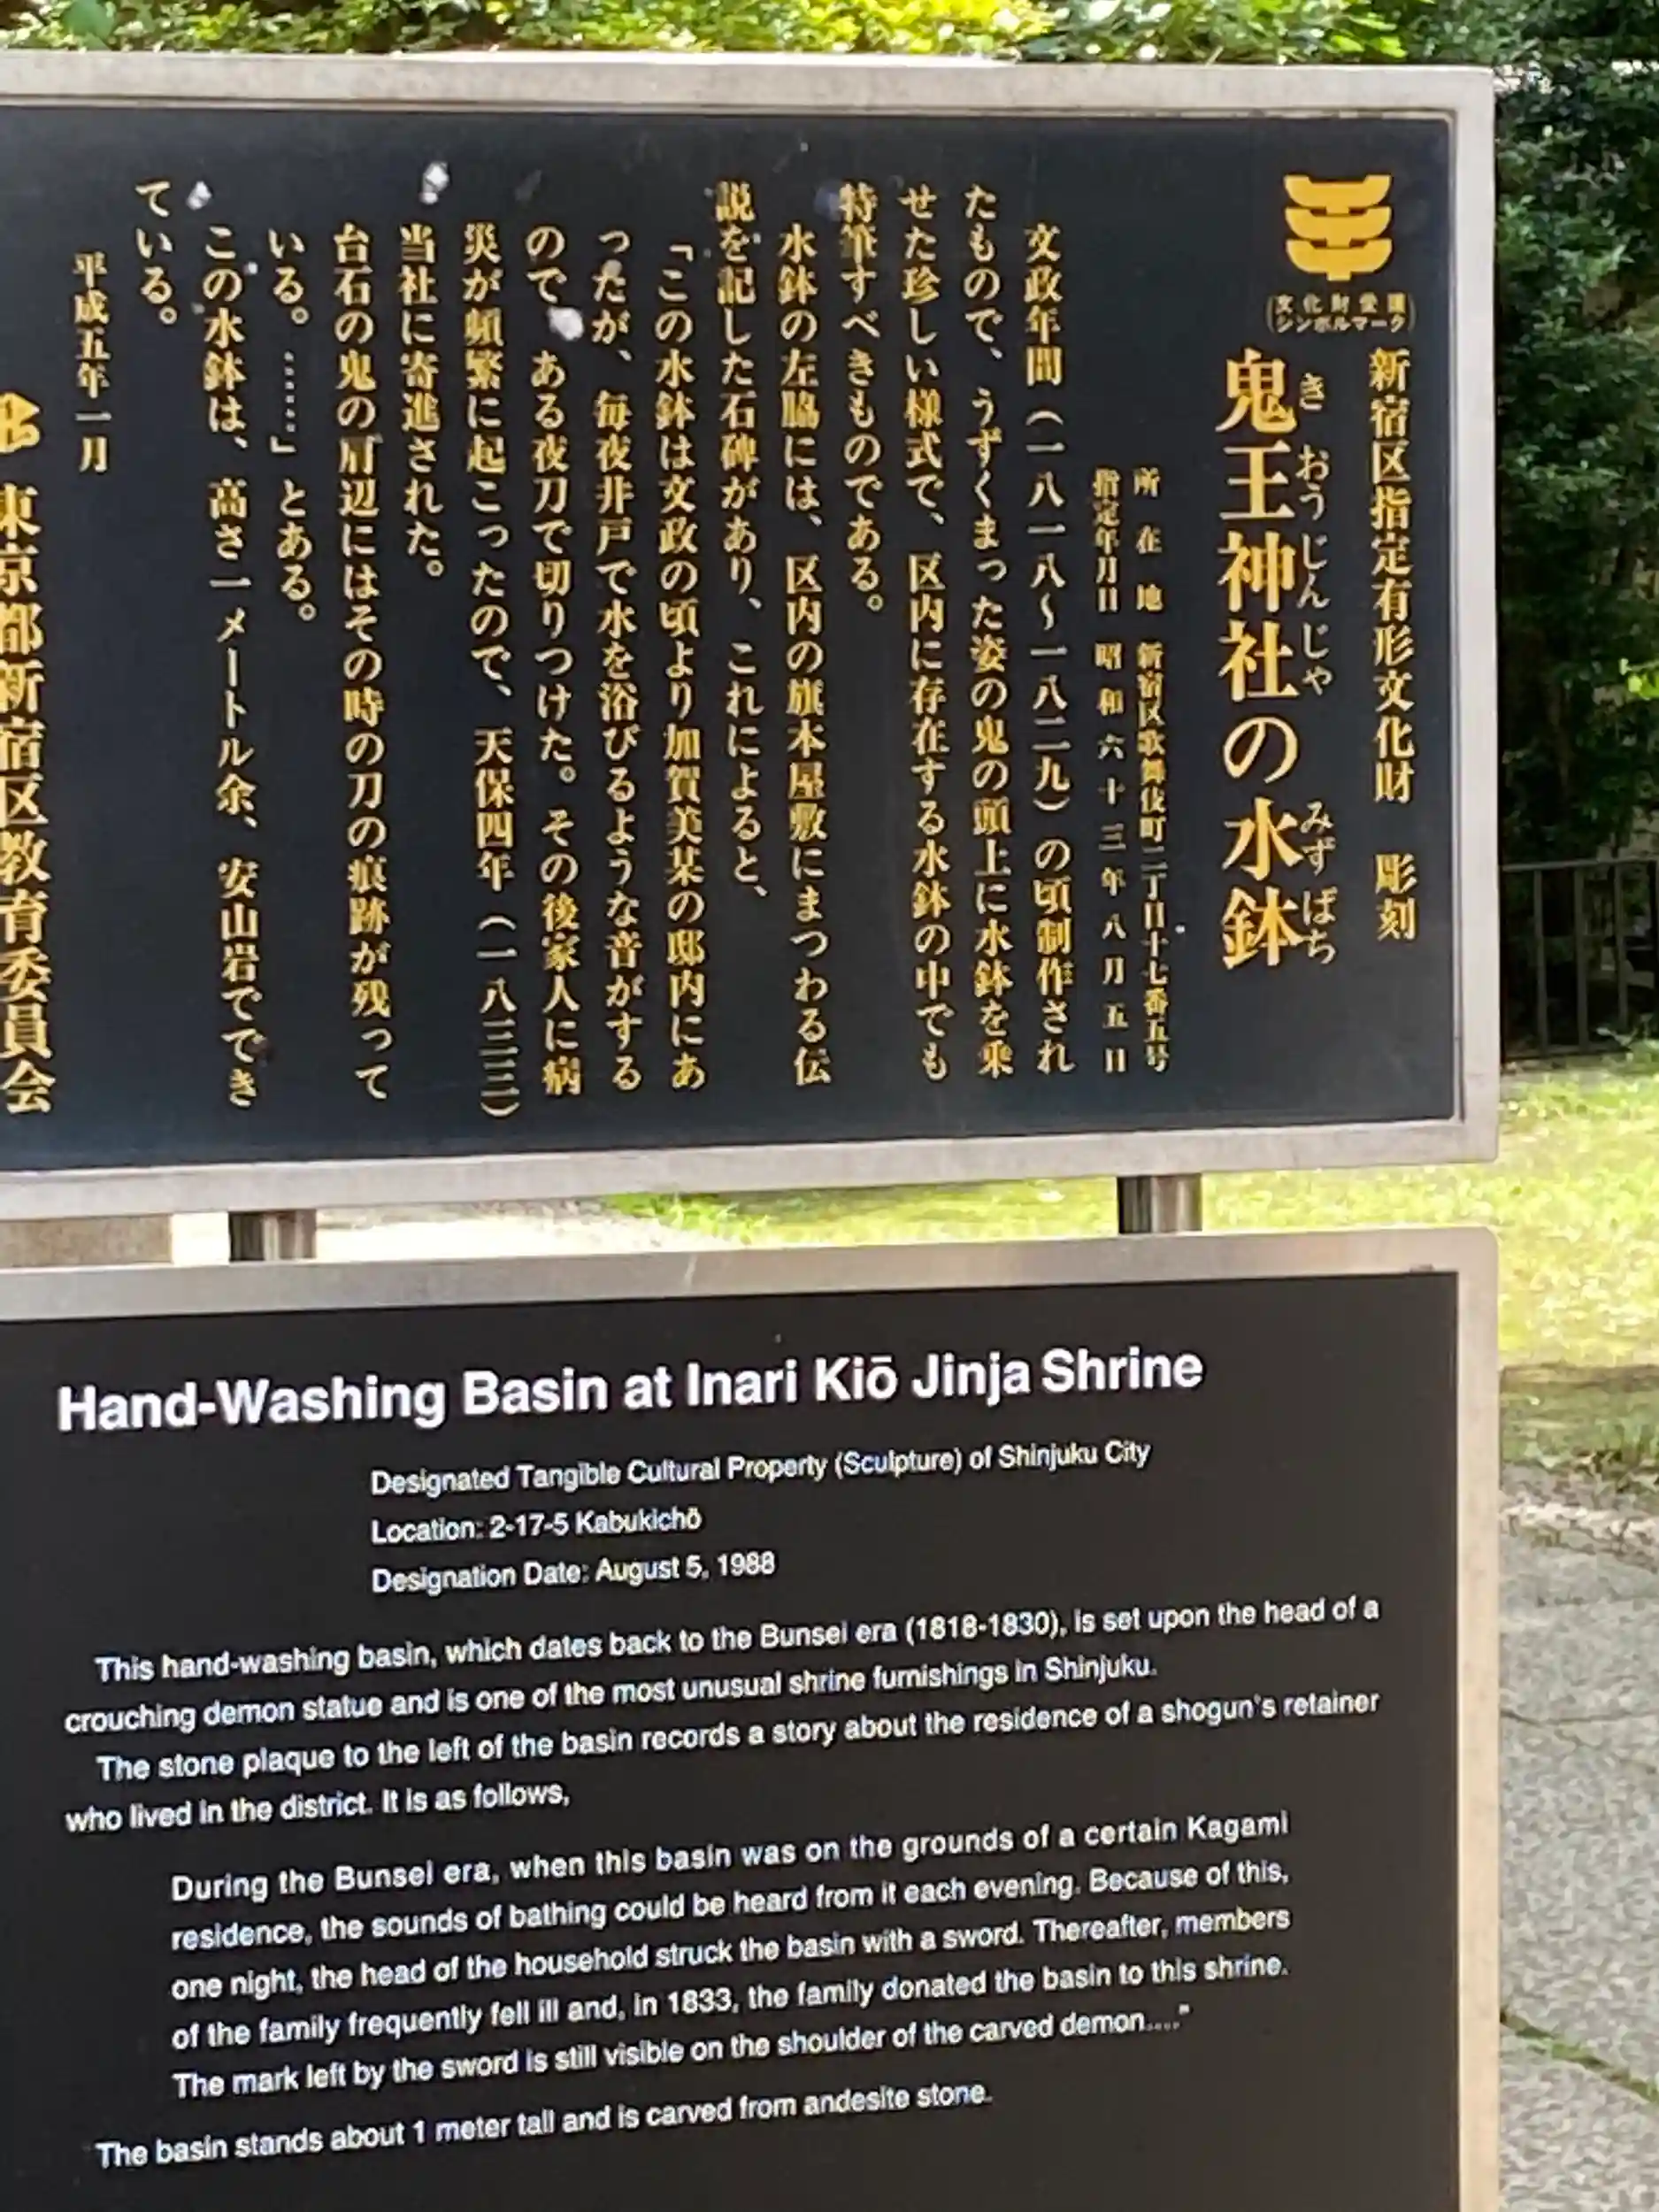 文化財愛護
シンボルマーク
新宿区指定有形文化財 彫刻
きおうじんじゃ みずばち
鬼王神社の水鉢
所在地 新宿区歌舞伎町二丁目十七番五号
指定年月日 昭和六十三年八月五日
文政年間(一八一八〜一八二九)の頃制作され
たもので、うずくまった姿の鬼の頭上に水鉢を乗
せた珍しい様式で、区内に存在する水鉢の中でも
特筆すべきものである。
水鉢の左脇には、区内の旗本屋敷にまつわる伝
説を記した石碑があり、これによると、
「この水鉢は文政の頃より加賀美某の邸内にあ
ったが、毎夜井戸で水を浴びるような音がする
ので、ある夜刀で切りつけた。その後家人に病
災が頻繁に起こったので、天保四年(一八三三)
当社に寄進された。
台石の鬼の肩辺にはその時の刀の痕跡が残って
いる。………」とある。
この水鉢は、高さ一メートル余、安山岩ででき
ている。
平成五年一月
東京都新宿区教育委員会
Hand-Washing Basin at Inari Kiō Jinja Shrine
Designated Tangible Cultural Property (Sculpture) of Shinjuku City
Location: 2-17-5 Kabukichō
Designation Date: August 5, 1988
This hand-washing basin, which dates back to the Bunsei era (1818-1830), is set upon the head of a
crouching demon statue and is one of the most unusual shrine furnishings in Shinjuku.
The stone plaque to the left of the basin records a story about the residence of a shogun's retainer
who lived in the district. It is as follows,
During the Bunsei era, when this basin was on the grounds of a certain Kagami
residence, the sounds of bathing could be heard from it each evening. Because of this,
one night, the head of the household struck the basin with a sword. Thereafter, members
of the family frequently fell ill and, in 1833, the family donated the basin to this shrine.
The mark left by the sword is still visible on the shoulder of the carved demon...."
The basin stands about 1 meter tall and is carved from andesite stone.